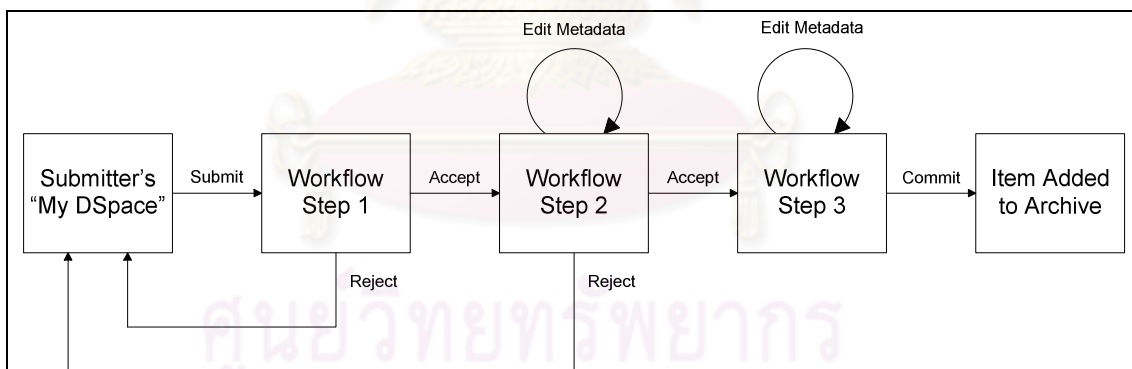 Edit Metadata
Edit Metadata
Submitter's
“My DSpace”
Submit
Workflow
Step 1
Accept
Workflow
Step 2
Accept
Workflow
Step 3
Commit
Item Added
to Archive
Reject
Reject
ศูนย์วิทยทรัพยากร